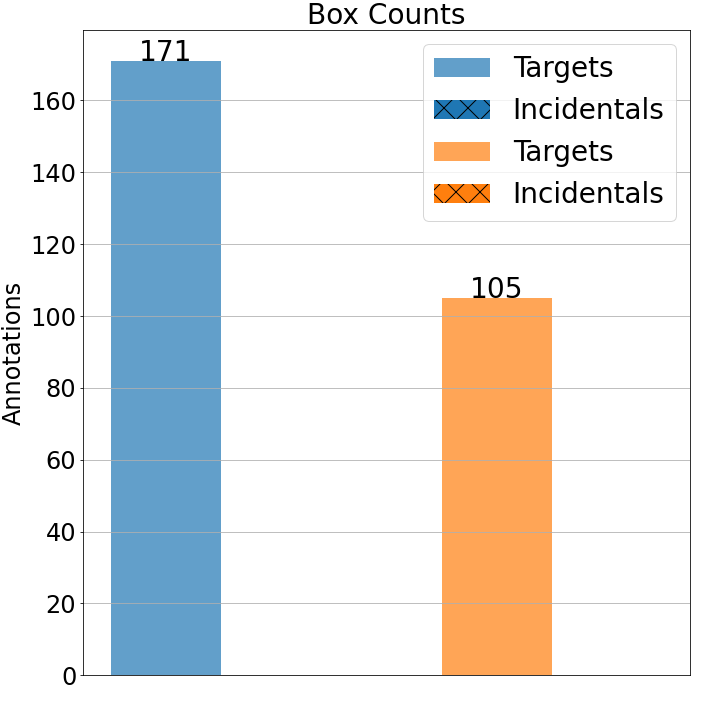 Box Counts
171
Targets
Incidentals
Targets
Incidentals
105
Annotations
160
140
120
100
80
60
40
20
0